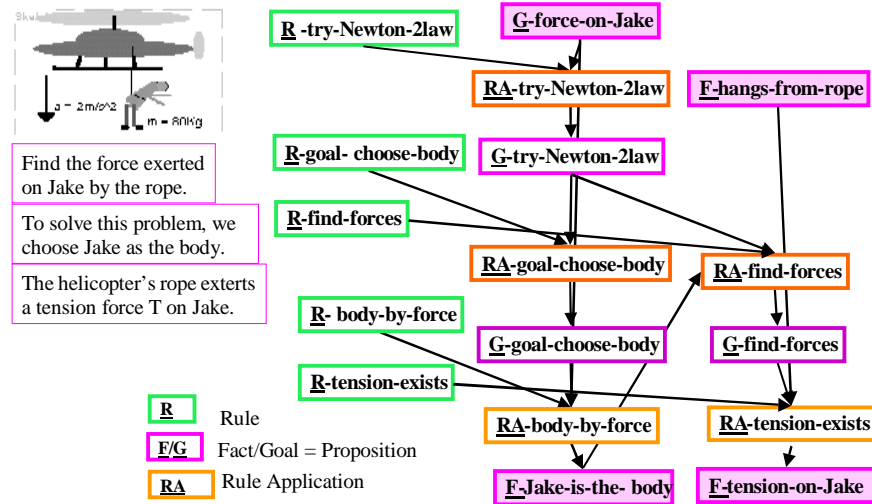 a = 2m/s^2
m = 80Kg
Find the force exerted
on Jake by the rope.
To solve this problem, we
choose Jake as the body.
The helicopter's rope exterts
a tension force T on Jake.
R -try-Newton-2law
G-force-on-Jake
RA-try-Newton-2law
F-hangs-from-rope
R-goal- choose-body
G-try-Newton-2law
R-find-forces
RA-goal-choose-body
RA-find-forces
R- body-by-force
G-goal-choose-body
G-find-forces
R-tension-exists
RA-body-by-force
RA-tension-exists
F-Jake-is-the- body
F-tension-on-Jake
R Rule
F/G Fact/Goal = Proposition
RA Rule Application